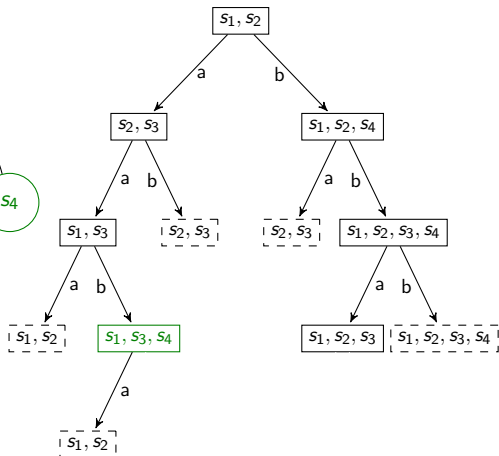 s₁, s₂
a b
s₂, s₃ s₁, s₂, s₄
a b a b
s₄
s₁, s₃ s₂, s₃ s₂, s₃ s₁, s₂, s₃, s₄
a b a b
s₁, s₂ s₁, s₃, s₄ s₁, s₂, s₃ s₁, s₂, s₃, s₄
a
s₁, s₂